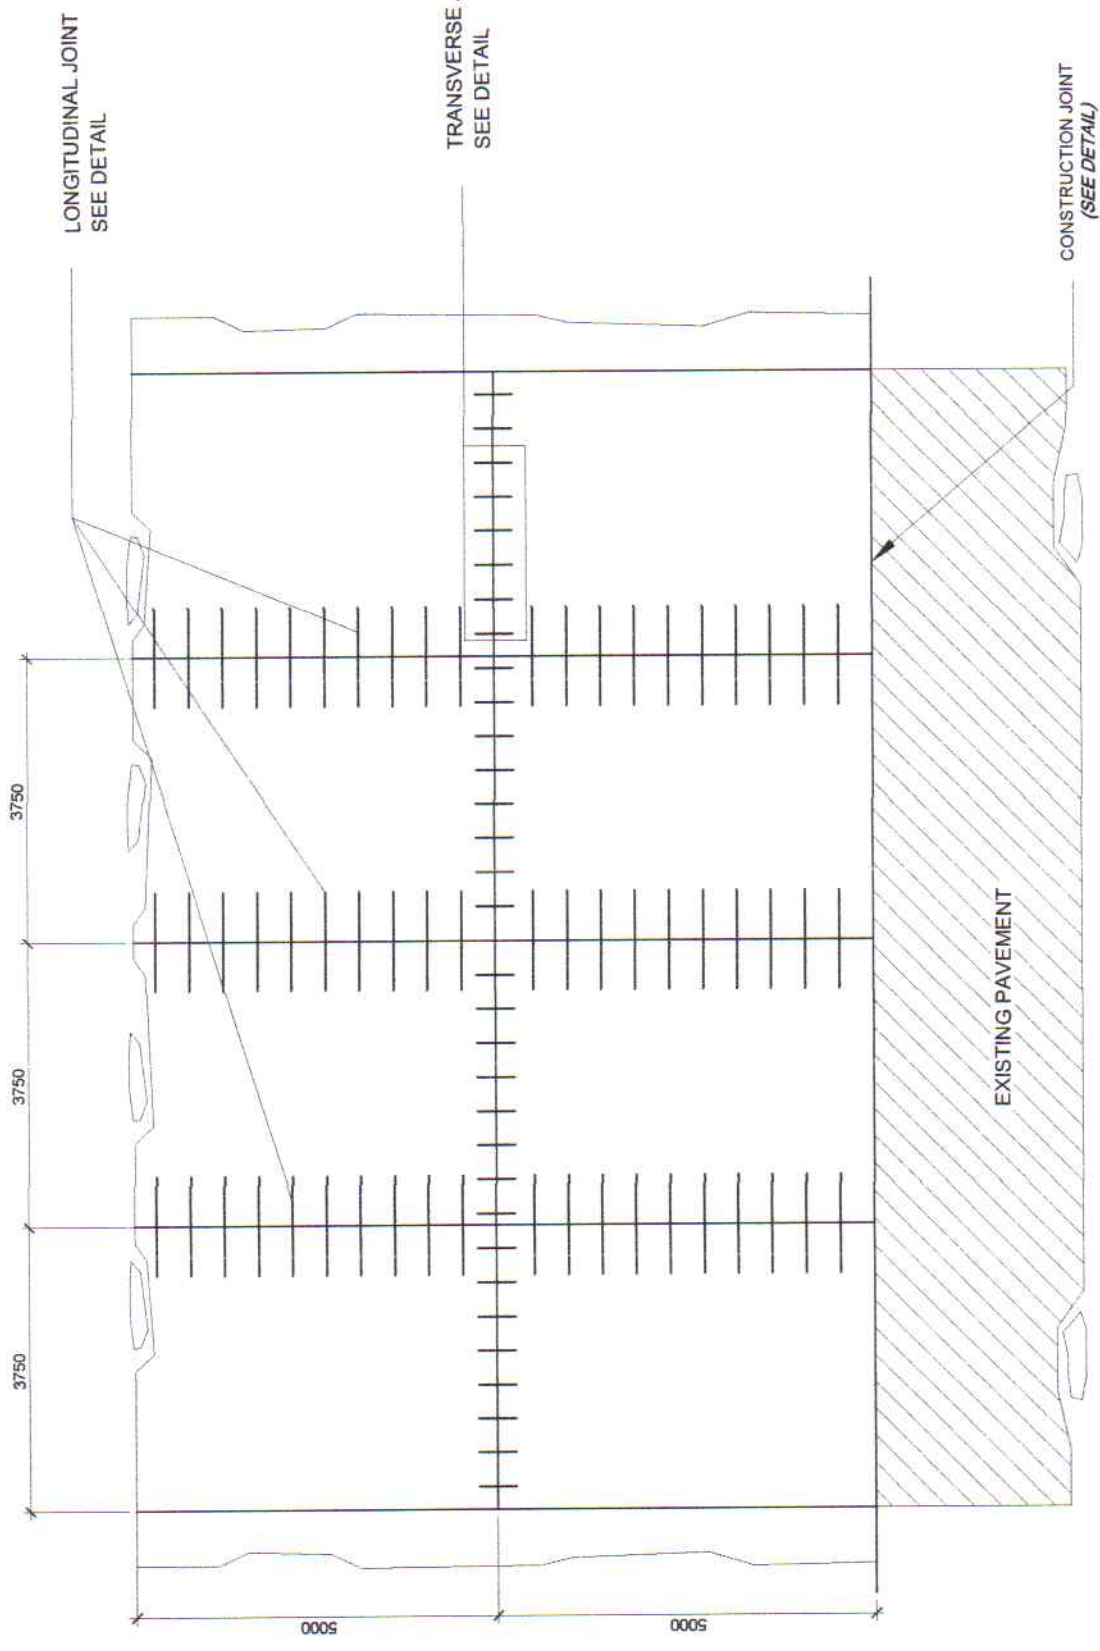 LONGITUDINAL JOINT
SEE DETAIL
TRANSVERSE
SEE DETAIL
CONSTRUCTION JOINT
(SEE DETAIL)
3750
3750
3750
EXISTING PAVEMENT
5000
5000